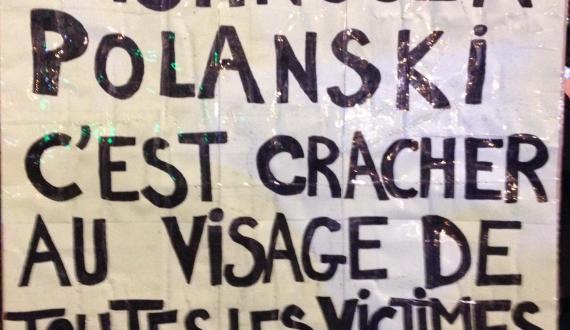 POLANSKI
C'EST CRACHER
AU VISAGE DE
TOUTES LES VICTIMES